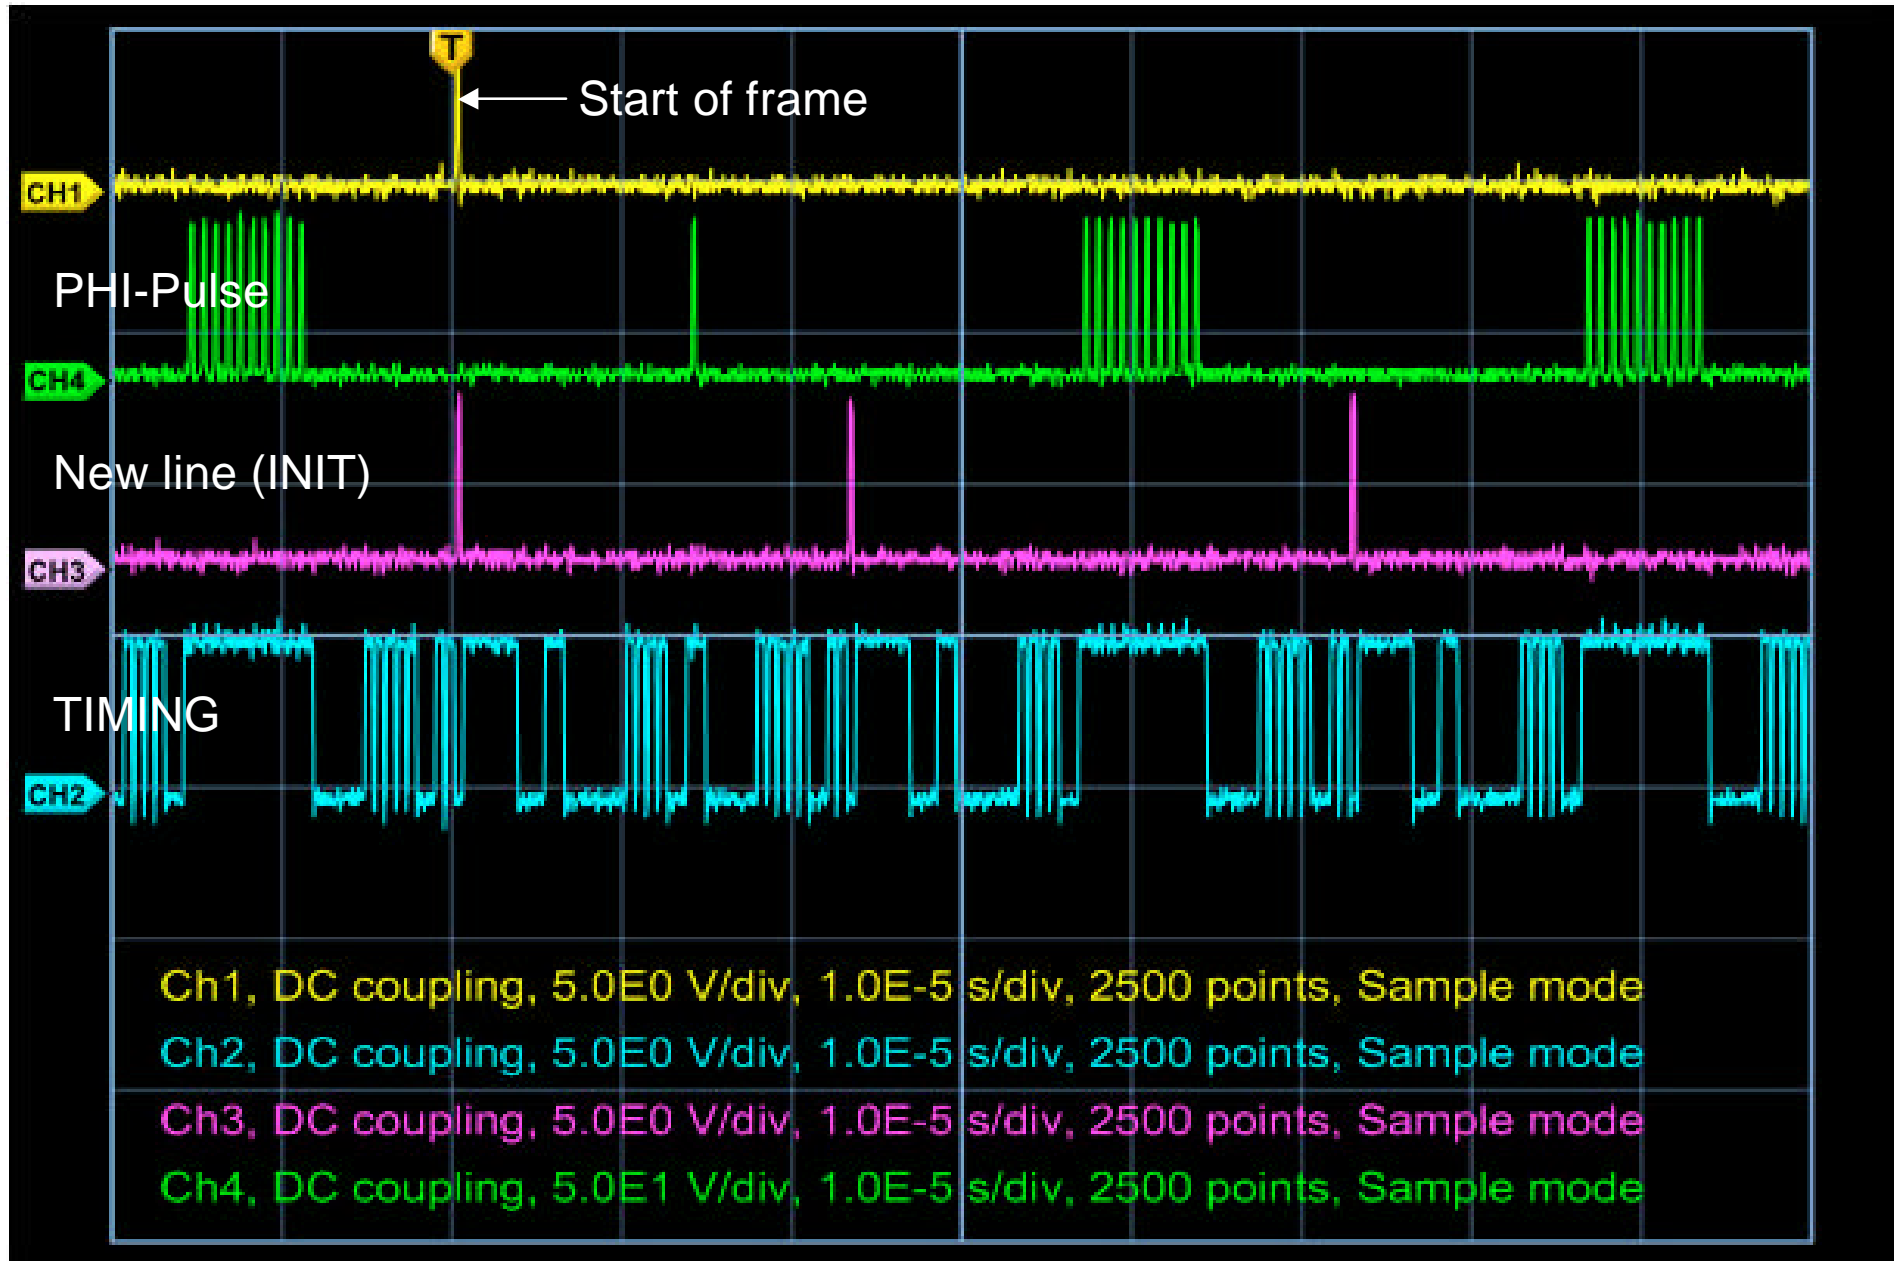 T
Start of frame
CH1
PHI-Pulse
CH4
New line (INIT)
CH3
TIMING
CH2
Ch1, DC coupling, 5.0E0 V/div, 1.0E-5 s/div, 2500 points, Sample mode
Ch2, DC coupling, 5.0E0 V/div, 1.0E-5 s/div, 2500 points, Sample mode
Ch3, DC coupling, 5.0E0 V/div, 1.0E-5 s/div, 2500 points, Sample mode
Ch4, DC coupling, 5.0E1 V/div, 1.0E-5 s/div, 2500 points, Sample mode